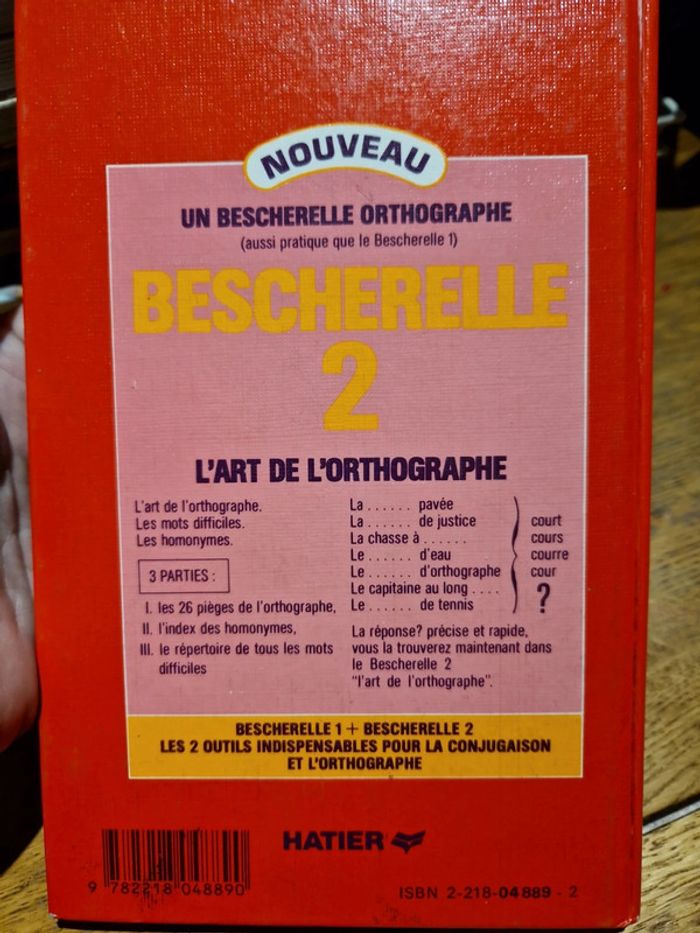 NOUVEAU
UN BESCHERELLE ORTHOGRAPHE
(aussi pratique que le Bescherelle 1)
BESCHERELLE
2
L'ART DE L'ORTHOGRAPHE
L'art de l'orthographe.
Les mots difficiles.
Les homonymes.
3 PARTIES :
I. les 26 pièges de l'orthographe,
II. l'index des homonymes,
III. le répertoire de tous les mots
difficiles
La ...... pavée
La ...... de justice
La chasse à ......
Le ...... d'eau
Le ...... d'orthographe
Le capitaine au long ....
Le ...... de tennis
court
cours
courre
cour
?
La réponse? précise et rapide,
vous la trouverez maintenant dans
le Bescherelle 2
"l'art de l'orthographe".
BESCHERELLE 1 + BESCHERELLE 2
LES 2 OUTILS INDISPENSABLES POUR LA CONJUGAISON
ET L'ORTHOGRAPHE
HATIER
9 782218 048890
ISBN 2-218-04889-2